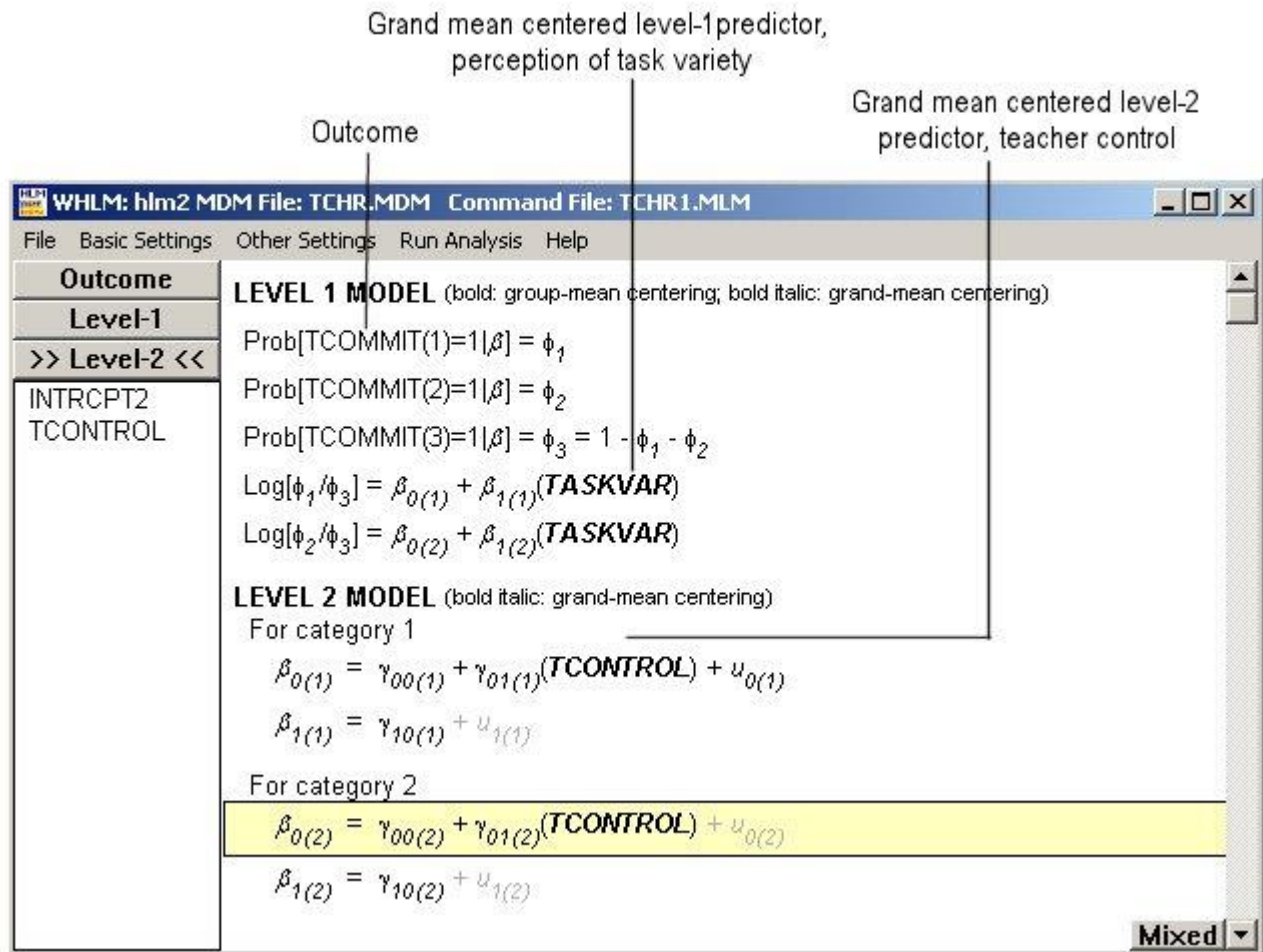 Grand mean centered level-1predictor,
perception of task variety
Grand mean centered level-2
predictor, teacher control
Outcome
WHLM: hlm2 MDM File: TCHR.MDM Command File: TCHR1.MLM
File Basic Settings Other Settings Run Analysis Help
Outcome
Level-1
>> Level-2 <<
INTRCPT2
TCONTROL
LEVEL 1 MODEL (bold: group-mean centering; bold italic: grand-mean centering)
Prob[TCOMMIT(1)=1|β] = ϕ₁
Prob[TCOMMIT(2)=1|β] = ϕ₂
Prob[TCOMMIT(3)=1|β] = ϕ₃ = 1 - ϕ₁ - ϕ₂
Log[ϕ₁/ϕ₃] = β₀₍₁₎ + β₁₍₁₎(TASKVAR)
Log[ϕ₂/ϕ₃] = β₀₍₂₎ + β₁₍₂₎(TASKVAR)
LEVEL 2 MODEL (bold italic: grand-mean centering)
For category 1
β₀₍₁₎ = γ₀₀₍₁₎ + γ₀₁₍₁₎(TCONTROL) + u₀₍₁₎
β₁₍₁₎ = γ₁₀₍₁₎ + u₁₍₁₎
For category 2
β₀₍₂₎ = γ₀₀₍₂₎ + γ₀₁₍₂₎(TCONTROL) + u₀₍₂₎
β₁₍₂₎ = γ₁₀₍₂₎ + u₁₍₂₎
Mixed